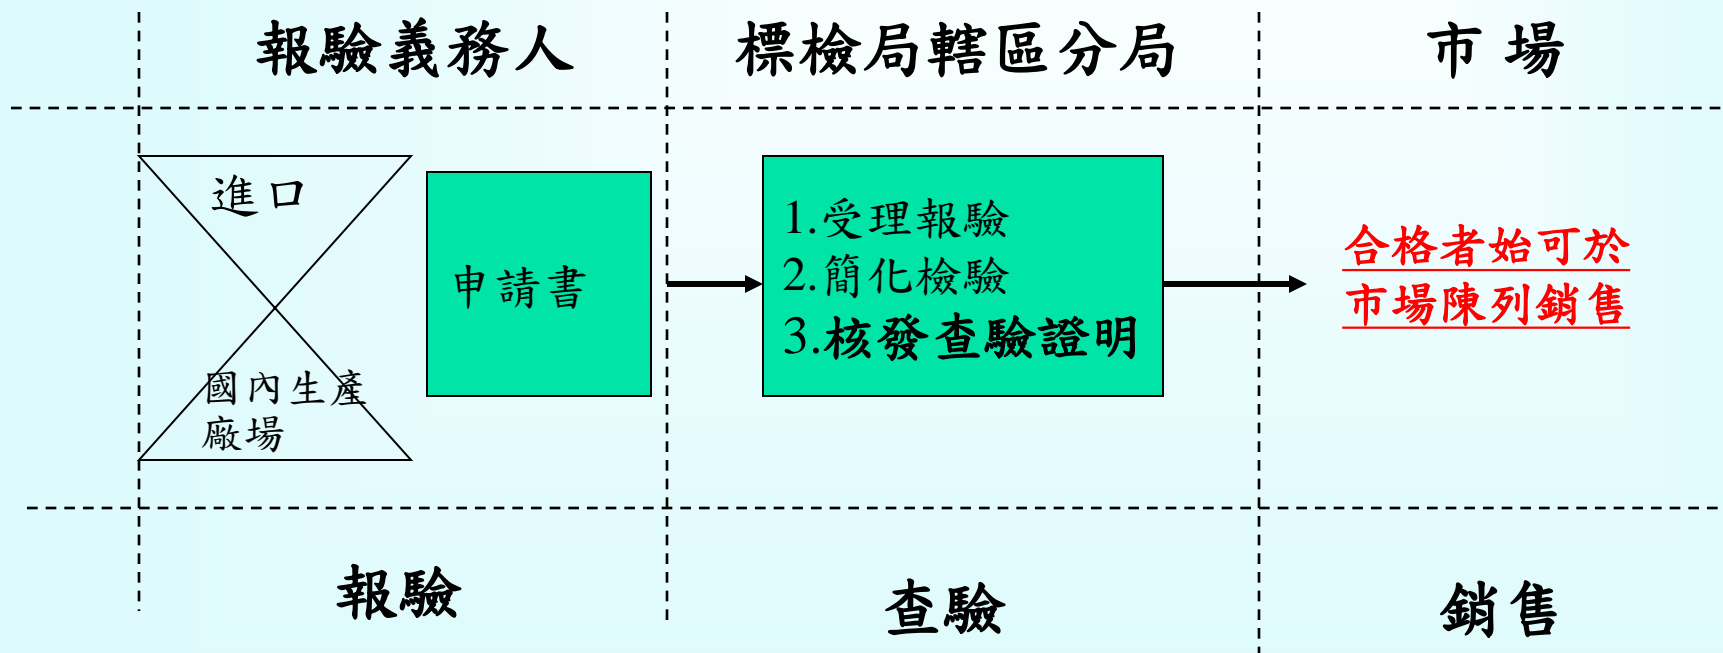 報驗義務人
標檢局轄區分局
市 場
進口
國內生產
廠場
申請書
1.受理報驗
2.簡化檢驗
3.核發查驗證明
合格者始可於
市場陳列銷售
報驗
查驗
銷售